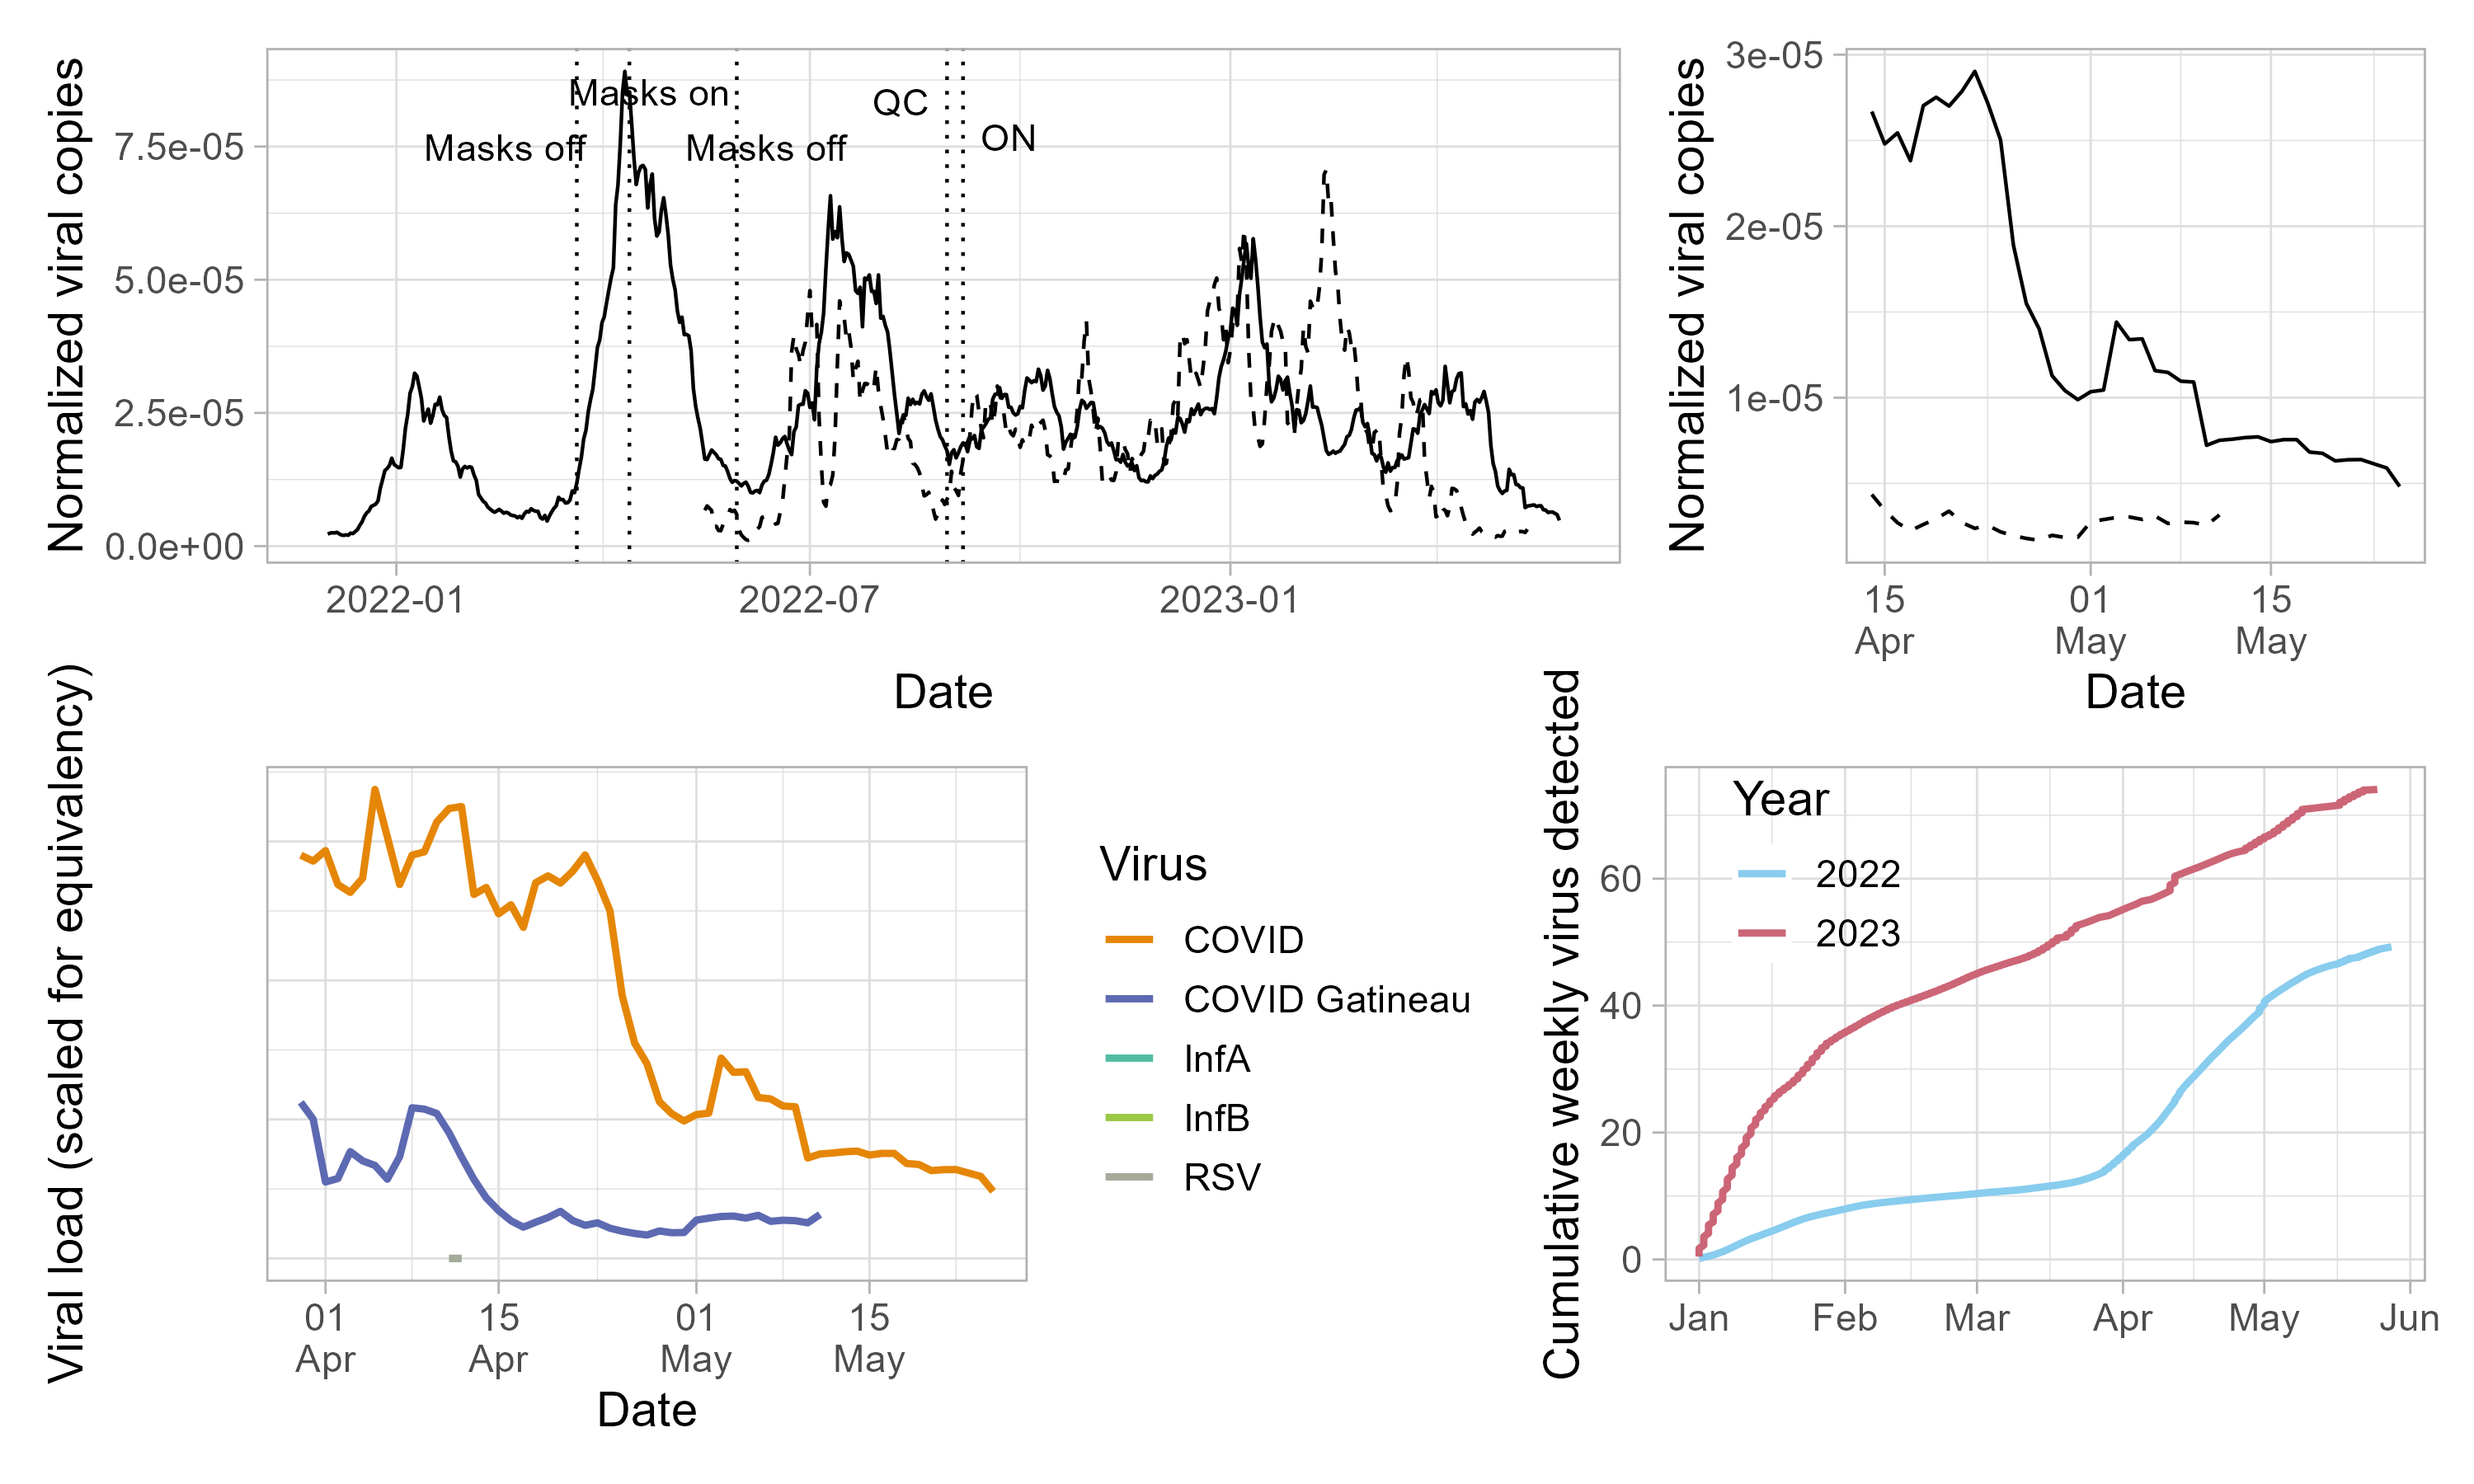 Normalized viral copies
7.5e-05
5.0e-05
2.5e-05
0.0e+00
Masks off
Masks on
Masks off
QC
ON
2022-01
2022-07
2023-01
Date
Normalized viral copies
3e-05
2e-05
1e-05
15
Apr
01
May
15
May
Date
Viral load (scaled for equivalency)
01
Apr
15
Apr
01
May
15
May
Date
Virus
COVID
COVID Gatineau
InfA
InfB
RSV
Cumulative weekly virus detected
60
40
20
0
Year
2022
2023
Jan
Feb
Mar
Apr
May
Jun